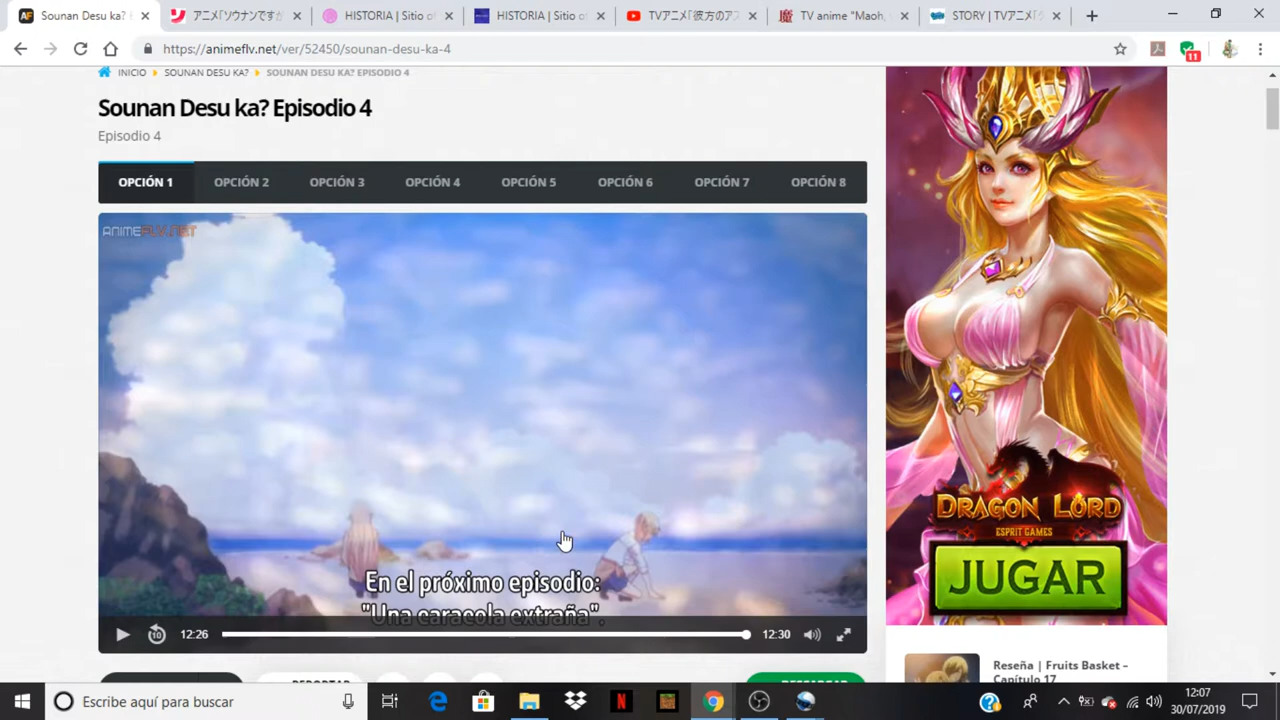 Sounan Desu ka? E
アニメ「ソウナンですか
HISTORIA | Sitio o
HISTORIA | Sitio o
TVアニメ「彼方のアス
TV anime "Maoh,
STORY | TVアニメ「
https://animeflv.net/ver/52450/sounan-desu-ka-4
11
INICIO SOUNAN DESU KA? SOUNAN DESU KA? EPISODIO 4
Sounan Desu ka? Episodio 4
Episodio 4
OPCIÓN 1 OPCIÓN 2 OPCIÓN 3 OPCIÓN 4 OPCIÓN 5 OPCIÓN 6 OPCIÓN 7 OPCIÓN 8
ANIMEFLV.NET
En el próximo episodio:
"Una caracola extraña".
10 12:26 12:30
DRAGON LORD
ESPRIT GAMES
JUGAR
Reseña | Fruits Basket –
Capítulo 17
REPORTAR
DESCARGAR
Escribe aquí para buscar
12:07
30/07/2019